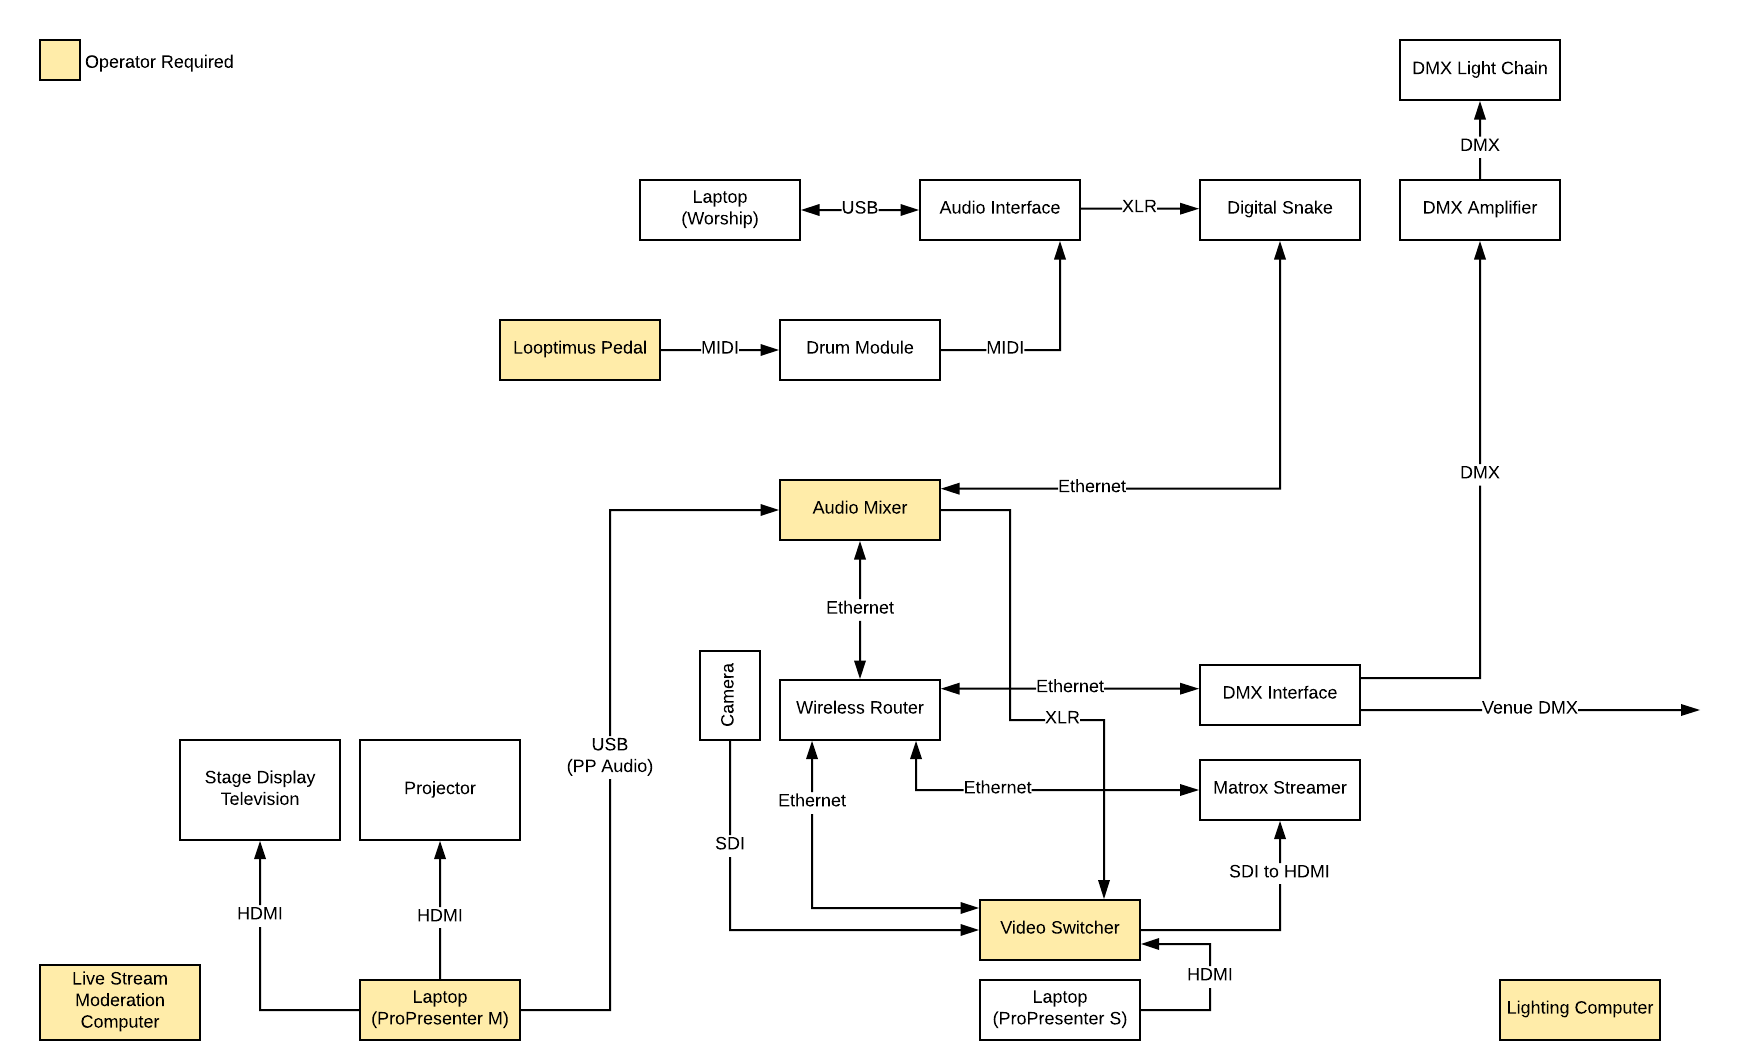 Operator Required
DMX Light Chain
DMX
Laptop
(Worship)
USB
Audio Interface
XLR
Digital Snake
DMX Amplifier
Looptimus Pedal
MIDI
Drum Module
MIDI
DMX
Ethernet
Audio Mixer
Ethernet
Camera
Wireless Router
Ethernet
DMX Interface
Venue DMX
XLR
USB
(PP Audio)
Stage Display
Television
Projector
Ethernet
Ethernet
Matrox Streamer
SDI
SDI to HDMI
HDMI
HDMI
Video Switcher
HDMI
Live Stream
Moderation
Computer
Laptop
(ProPresenter M)
Laptop
(ProPresenter S)
Lighting Computer